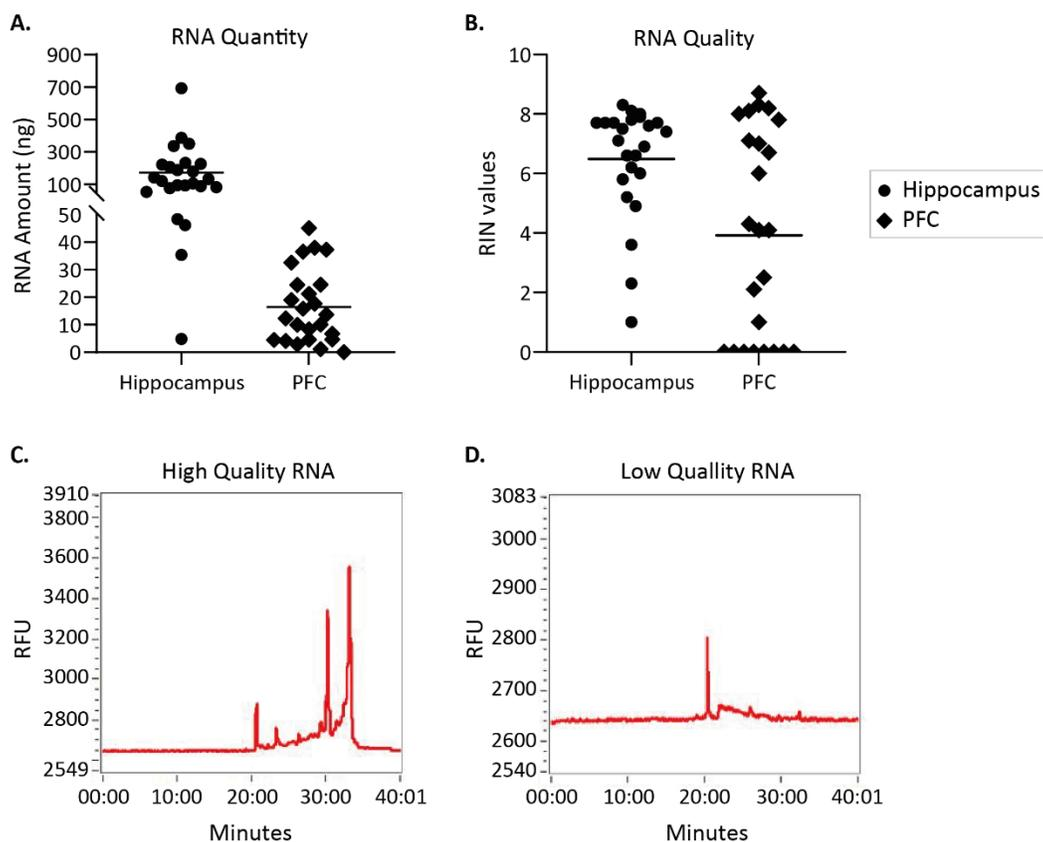 A.
RNA Quantity
RNA Amount (ng)
900
700
500
300
100
50
40
30
20
10
0
Hippocampus PFC
B.
RNA Quality
RIN values
10
8
6
4
2
0
Hippocampus PFC
Hippocampus
PFC
C.
High Quality RNA
RFU
3910
3800
3600
3400
3200
3000
2800
2549
00:00 10:00 20:00 30:00 40:01
Minutes
D.
Low Quallity RNA
RFU
3083
3000
2900
2800
2700
2600
2540
00:00 10:00 20:00 30:00 40:01
Minutes